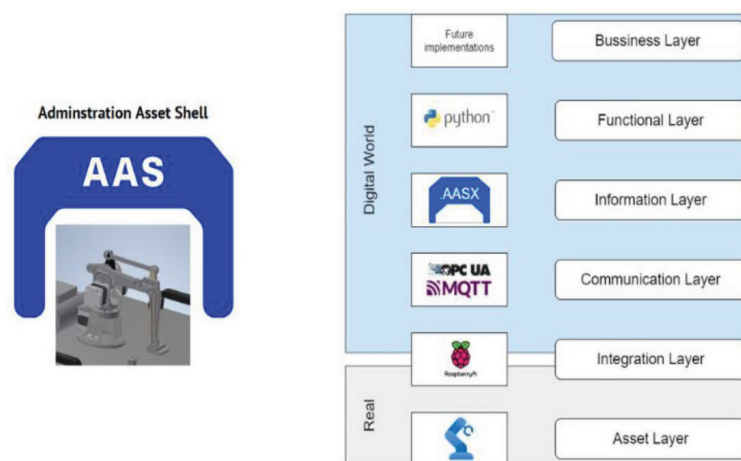 Adminstration Asset Shell
AAS
Digital World
Real
Future
implementations
Bussiness Layer
python
Functional Layer
AASX
Information Layer
OPC UA
MQTT
Communication Layer
RaspberryPi
Integration Layer
Asset Layer